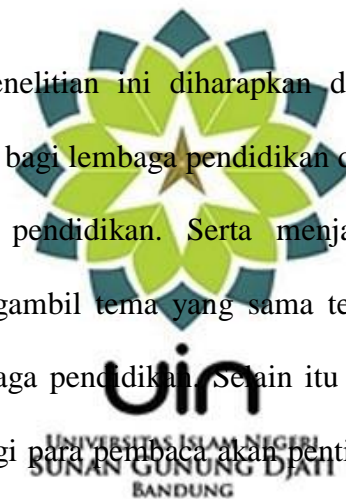 enelitian ini diharapkan d
bagi lembaga pendidikan
pendidikan. Serta menja
gambil tema yang sama te
aga pendidikan. Selain itu
uin
gi para pembaca akan penti
UNIVERSITAS ISLAM NEGERI
SUNAN GUNUNG DJATI
BANDUNG